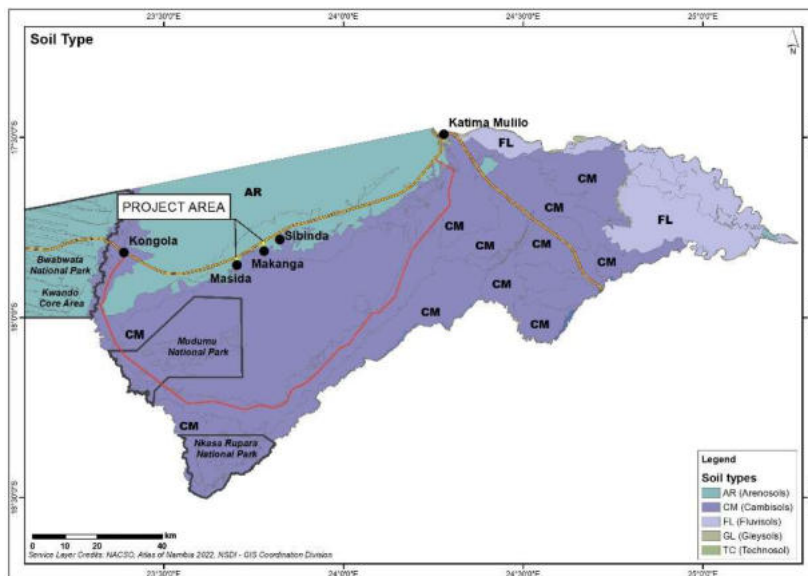 23°30'0"E
24°0'0"E
24°30'0"E
25°0'0"E
Soil Type
N
Katima Mulilo
17°30'0"S
FL
CM
AR
PROJECT AREA
CM
FL
Sibinda
CM
Kongola
Makanga
CM
CM
Bwabwata
National Park
Masida
Kwando
Core Area
CM
18°0'0"S
CM
CM
CM
Mudumu
National Park
CM
Nkasa Rupara
National Park
Legend
Soil types
AR (Arenosols)
CM (Cambisols)
FL (Fluvisols)
GL (Gleysols)
TC (Technosol)
18°30'0"S
km
0
10
20
40
Service Layer Credits: NACSO, Atlas of Namibia 2022, NSDI - GIS Coordination Division
23°30'0"E
24°0'0"E
24°30'0"E
25°0'0"E